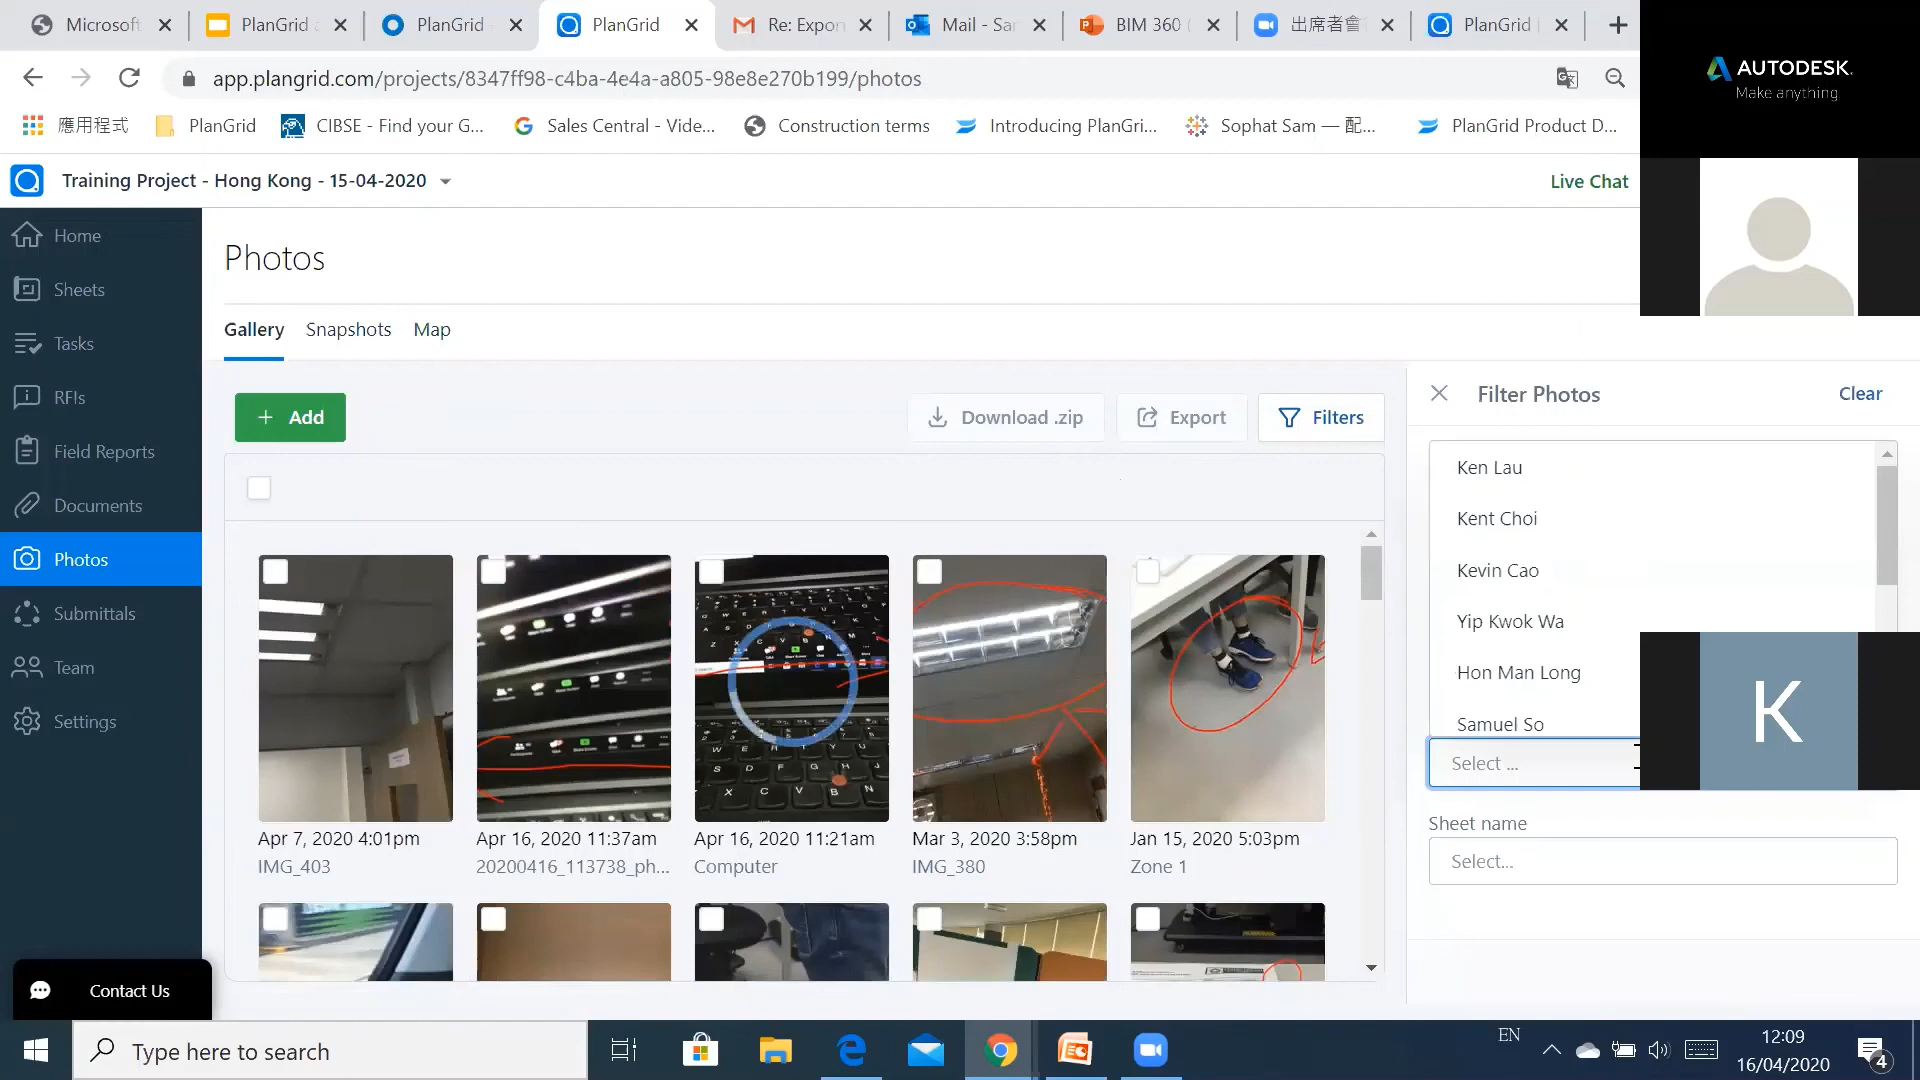 Microsoft
PlanGrid a
PlanGrid
PlanGrid
Re: Expor
Mail - Sar
BIM 360 (
出席者會
PlanGrid
AUTODESK.
Make anything.
app.plangrid.com/projects/8347ff98-c4ba-4e4a-a805-98e8e270b199/photos
應用程式
PlanGrid
CIBSE - Find your G...
Sales Central - Vide...
Construction terms
Introducing PlanGri...
Sophat Sam — 配...
PlanGrid Product D...
Training Project - Hong Kong - 15-04-2020
Live Chat
Home
Sheets
Tasks
RFIs
Field Reports
Documents
Photos
Submittals
Team
Settings
Contact Us
Photos
Gallery
Snapshots
Map
Add
Download .zip
Export
Filters
Apr 7, 2020 4:01pm
IMG_403
Apr 16, 2020 11:37am
20200416_113738_ph...
Apr 16, 2020 11:21am
Computer
Mar 3, 2020 3:58pm
IMG_380
Jan 15, 2020 5:03pm
Zone 1
Filter Photos
Clear
Ken Lau
Kent Choi
Kevin Cao
Yip Kwok Wa
Hon Man Long
Samuel So
Select ...
Sheet name
Select...
K
Type here to search
EN
12:09
16/04/2020
4